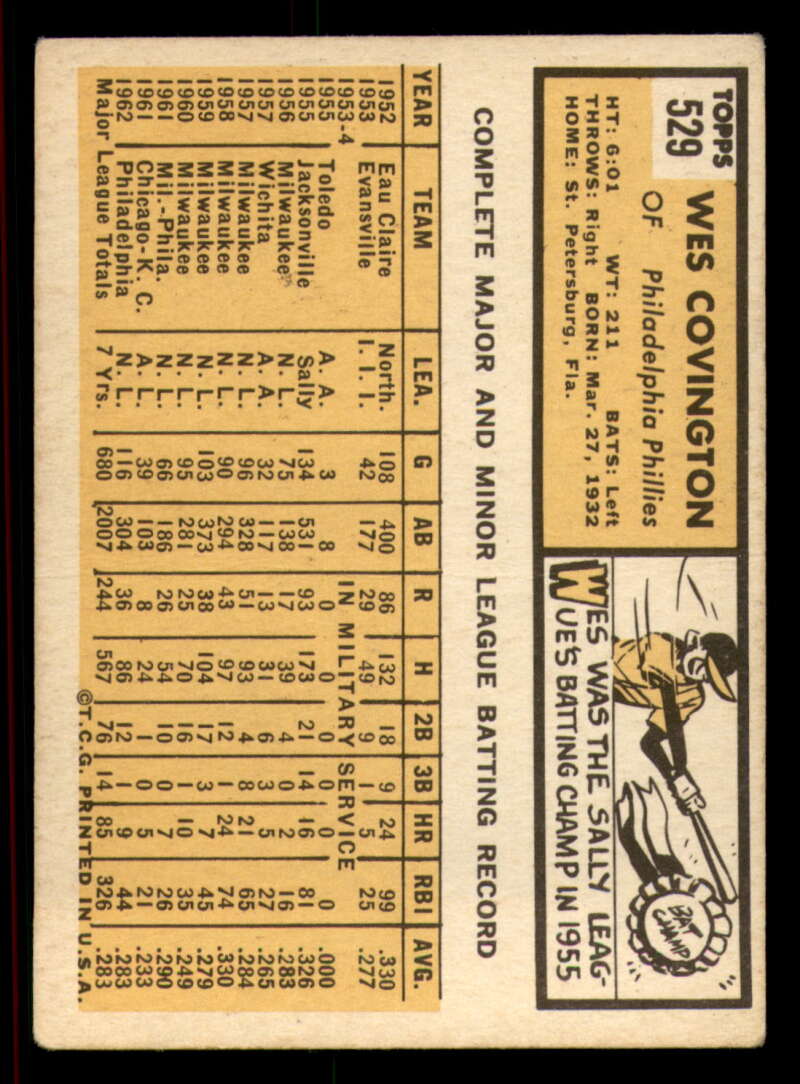 TOPPS
529
WES COVINGTON
OF Philadelphia Phillies
HT: 6:01 WT: 211 BATS: Left
THROWS: Right BORN: Mar. 27, 1932
HOME: St. Petersburg, Fla.
BAT
CHAMP
WES WAS THE SALLY LEAG-
UE'S BATTING CHAMP IN 1955
COMPLETE MAJOR AND MINOR LEAGUE BATTING RECORD
YEAR TEAM LEA. G AB R H 2B 3B HR RBI AVG.
1952 Eau Claire North. 108 400 86 132 18 9 24 99 .330
1953 Evansville I. I. I. 42 177 29 49 9 1 5 25 .277
1953-4 IN MILITARY SERVICE
1955 Toledo A. A. 3 8 0 0 0 0 0 0 .000
1955 Jacksonville Sally 134 531 93 173 21 14 16 81 .326
1956 Milwaukee N. L. 75 138 17 39 4 0 2 16 .283
1957 Wichita A. A. 32 117 13 31 6 3 5 27 .265
1957 Milwaukee N. L. 96 328 51 93 4 8 21 65 .284
1958 Milwaukee N. L. 90 294 43 97 12 1 24 74 .330
1959 Milwaukee N. L. 103 373 38 104 17 3 7 45 .279
1960 Milwaukee N. L. 95 281 25 70 16 1 10 35 .249
1961 Mil.-Phila. N. L. 66 186 26 54 10 0 7 26 .290
1961 Chicago-K. C. A. L. 39 103 8 24 1 0 5 21 .233
1962 Philadelphia N. L. 116 304 36 86 12 1 9 44 .283
Major League Totals 7 Yrs. 680 2007 244 567 76 14 85 326 .283
©T.C.G. PRINTED IN U.S.A.